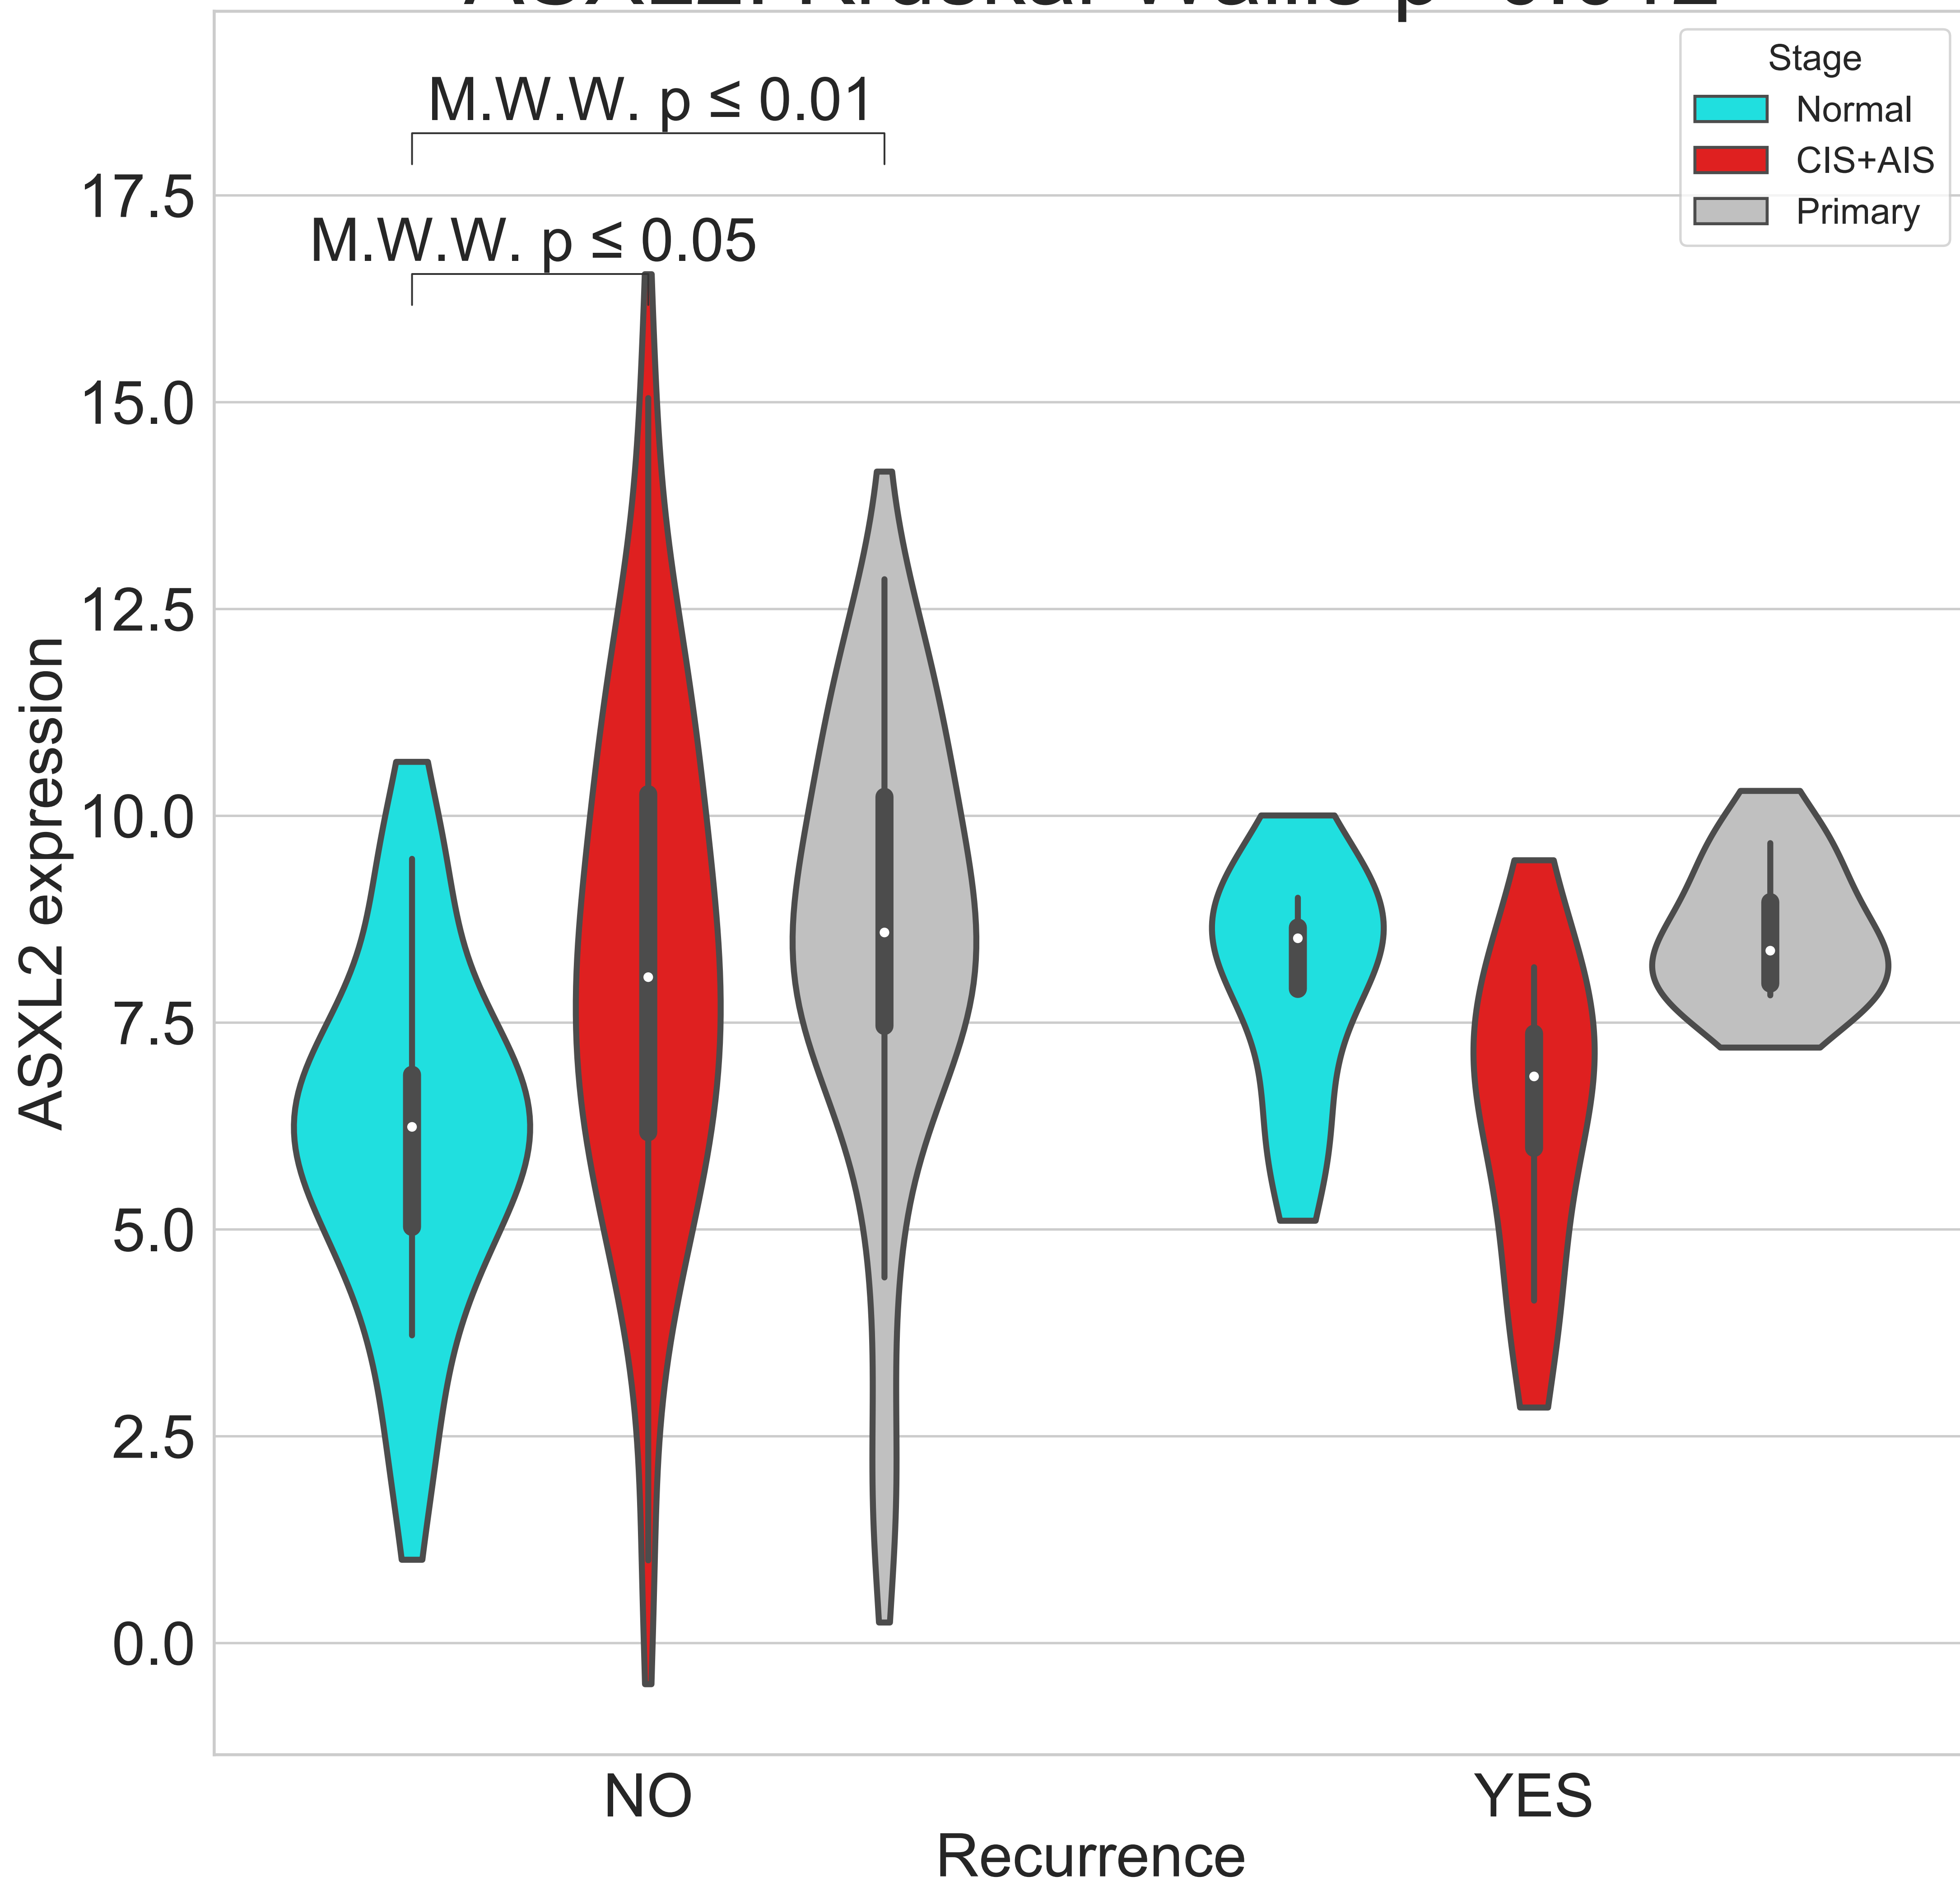 Stage
Normal
CIS+AIS
Primary
M.W.W. p ≤ 0.01
M.W.W. p ≤ 0.05
17.5
15.0
12.5
10.0
7.5
5.0
2.5
0.0
ASXL2 expression
NO
YES
Recurrence